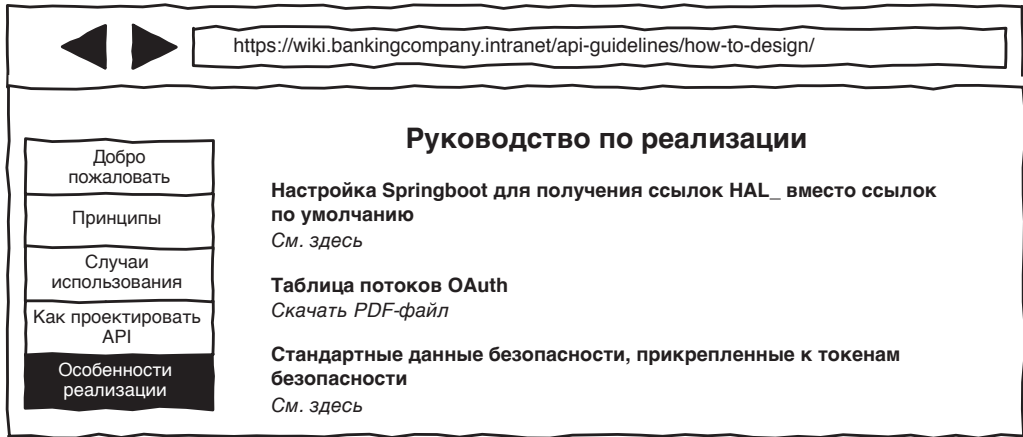 https://wiki.bankingcompany.intranet/api-guidelines/how-to-design/
Добро
пожаловать
Принципы
Случаи
использования
Как проектировать
API
Особенности
реализации
Руководство по реализации
Настройка Springboot для получения ссылок HAL_ вместо ссылок
по умолчанию
См. здесь
Таблица потоков OAuth
Скачать PDF-файл
Стандартные данные безопасности, прикрепленные к токенам
безопасности
См. здесь